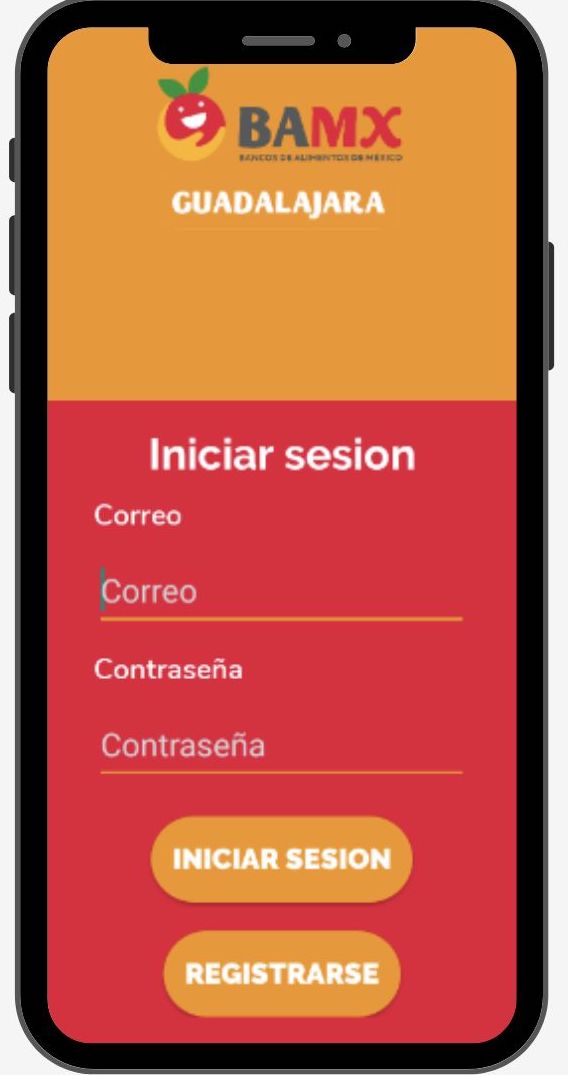 BAMX
BANCOS DE ALIMENTOS DE MÉXICO
GUADALAJARA
Iniciar sesion
Correo
Correo
Contraseña
Contraseña
INICIAR SESION
REGISTRARSE